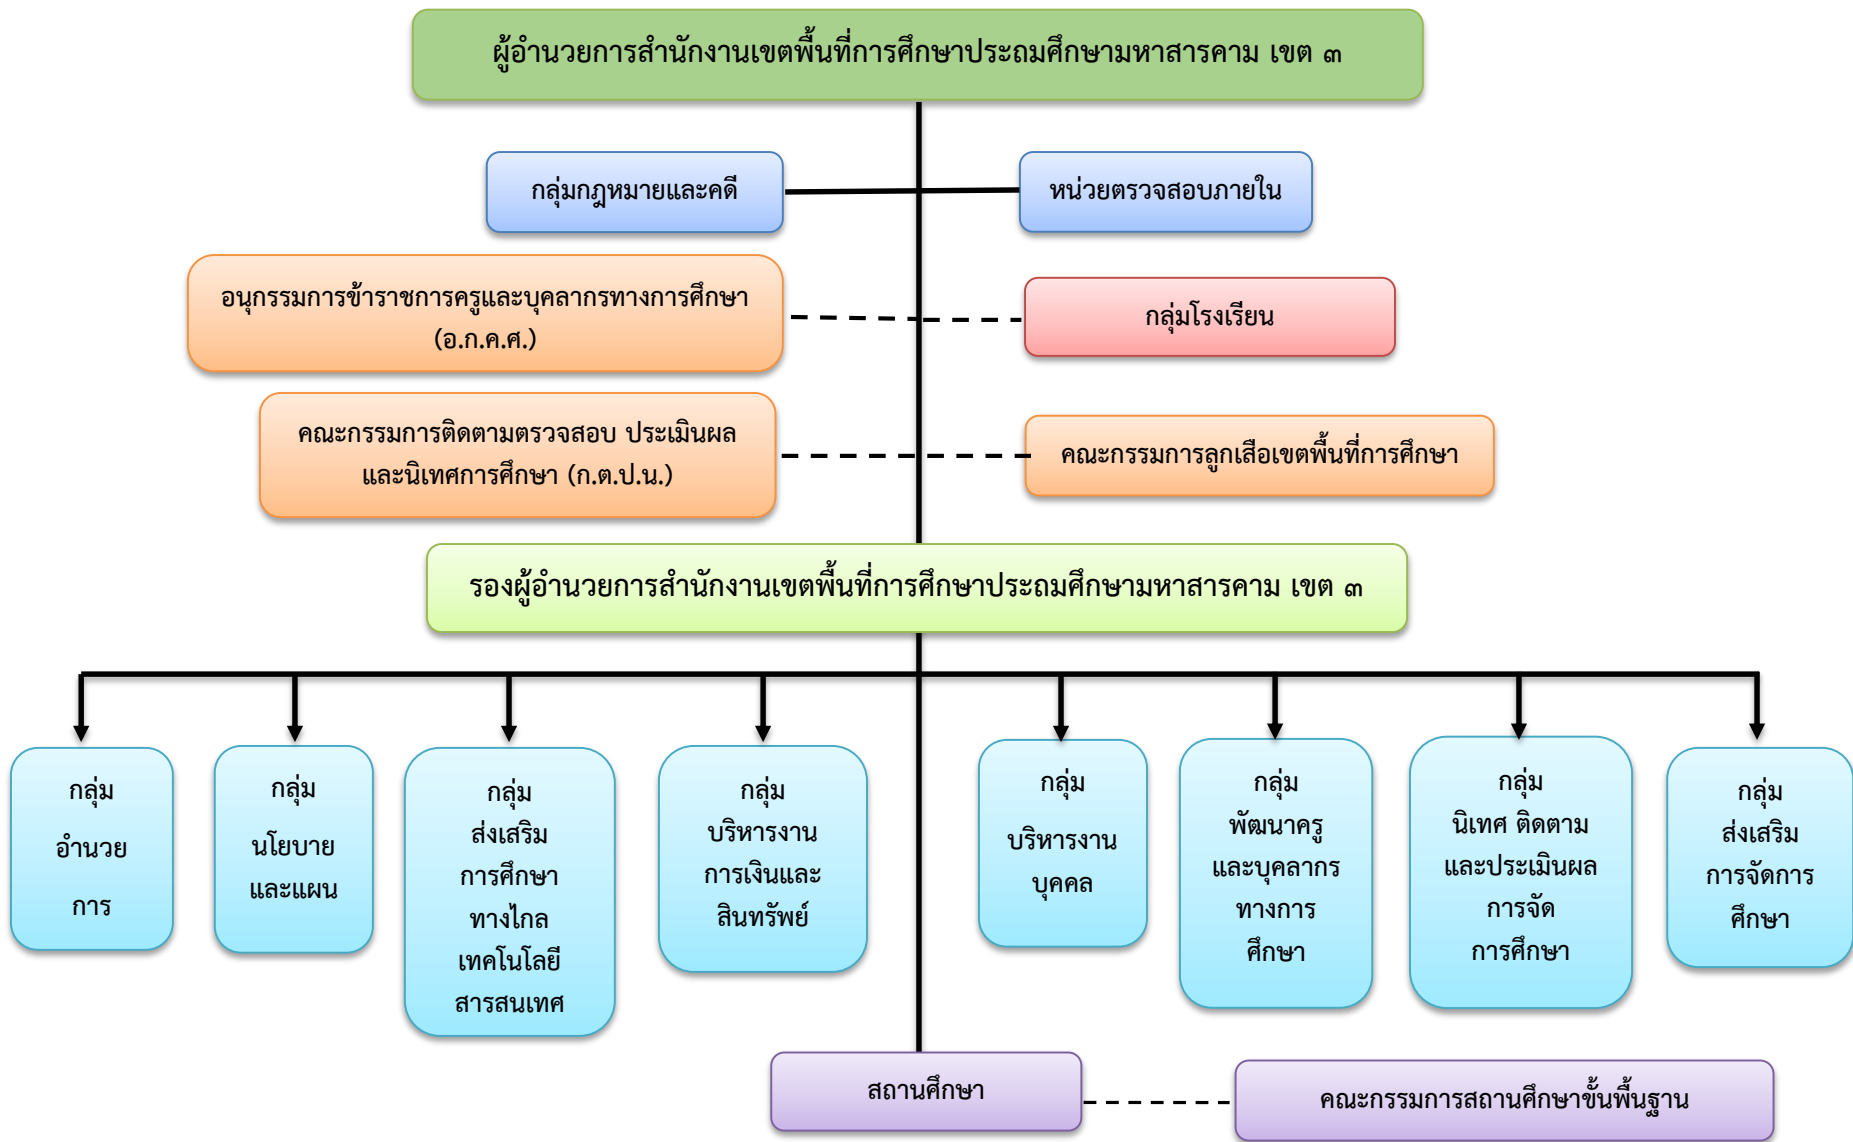 ผู้อำนวยการสำนักงานเขตพื้นที่การศึกษาประถมศึกษามหาสารคาม เขต ๓
กลุ่มกฎหมายและคดี
หน่วยตรวจสอบภายใน
อนุกรรมการข้าราชการครูและบุคลากรทางการศึกษา
(อ.ก.ค.ศ.)
กลุ่มโรงเรียน
คณะกรรมการติดตามตรวจสอบ ประเมินผล
และนิเทศการศึกษา (ก.ต.ป.น.)
คณะกรรมการลูกเสือเขตพื้นที่การศึกษา
รองผู้อำนวยการสำนักงานเขตพื้นที่การศึกษาประถมศึกษามหาสารคาม เขต ๓
กลุ่ม
อำนวย
การ
กลุ่ม
นโยบาย
และแผน
กลุ่ม
ส่งเสริม
การศึกษา
ทางไกล
เทคโนโลยี
สารสนเทศ
กลุ่ม
บริหารงาน
การเงินและ
สินทรัพย์
กลุ่ม
บริหารงาน
บุคคล
กลุ่ม
พัฒนาครู
และบุคลากร
ทางการ
ศึกษา
กลุ่ม
นิเทศ ติดตาม
และประเมินผล
การจัด
การศึกษา
กลุ่ม
ส่งเสริม
การจัดการ
ศึกษา
สถานศึกษา
คณะกรรมการสถานศึกษาขั้นพื้นฐาน